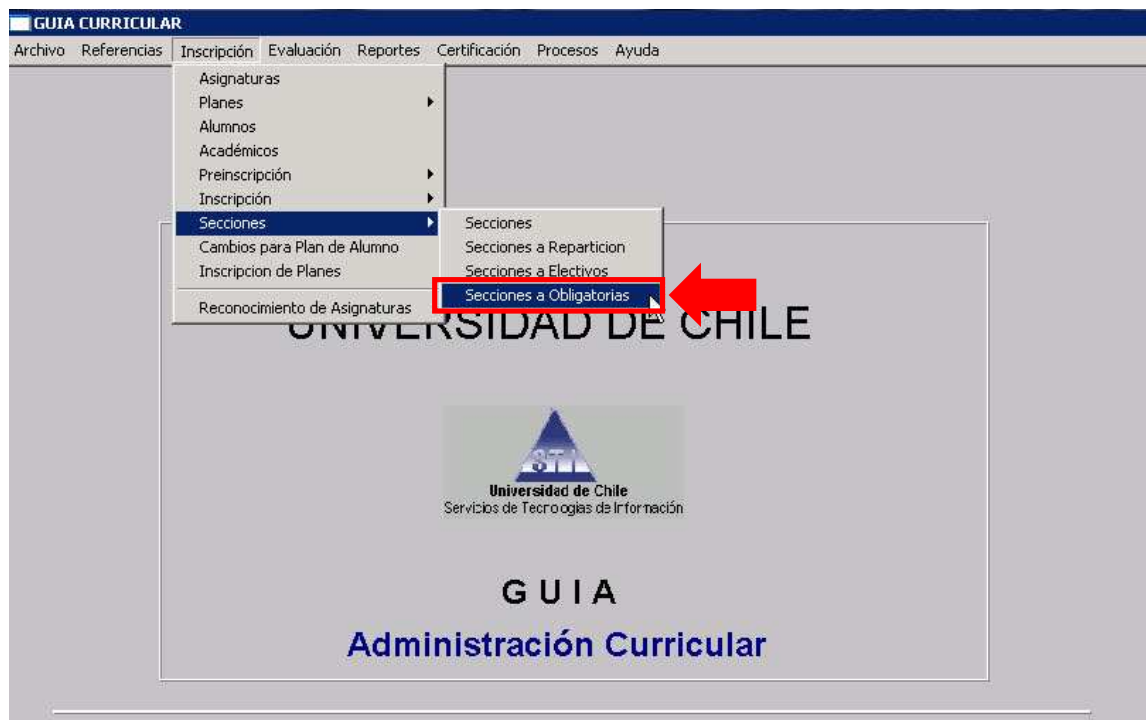 GUIA CURRICULAR
Archivo Referencias Inscripción Evaluación Reportes Certificación Procesos Ayuda
Asignaturas
Planes
Alumnos
Académicos
Preinscripción
Inscripción
Secciones
Cambios para Plan de Alumno
Inscripcion de Planes
Reconocimiento de Asignaturas
Secciones
Secciones a Reparticion
Secciones a Electivos
Secciones a Obligatorias
UNIVERSIDAD DE CHILE
STI
Universidad de Chile
Servicios de Tecnologias de Información
G U I A
Administración Curricular